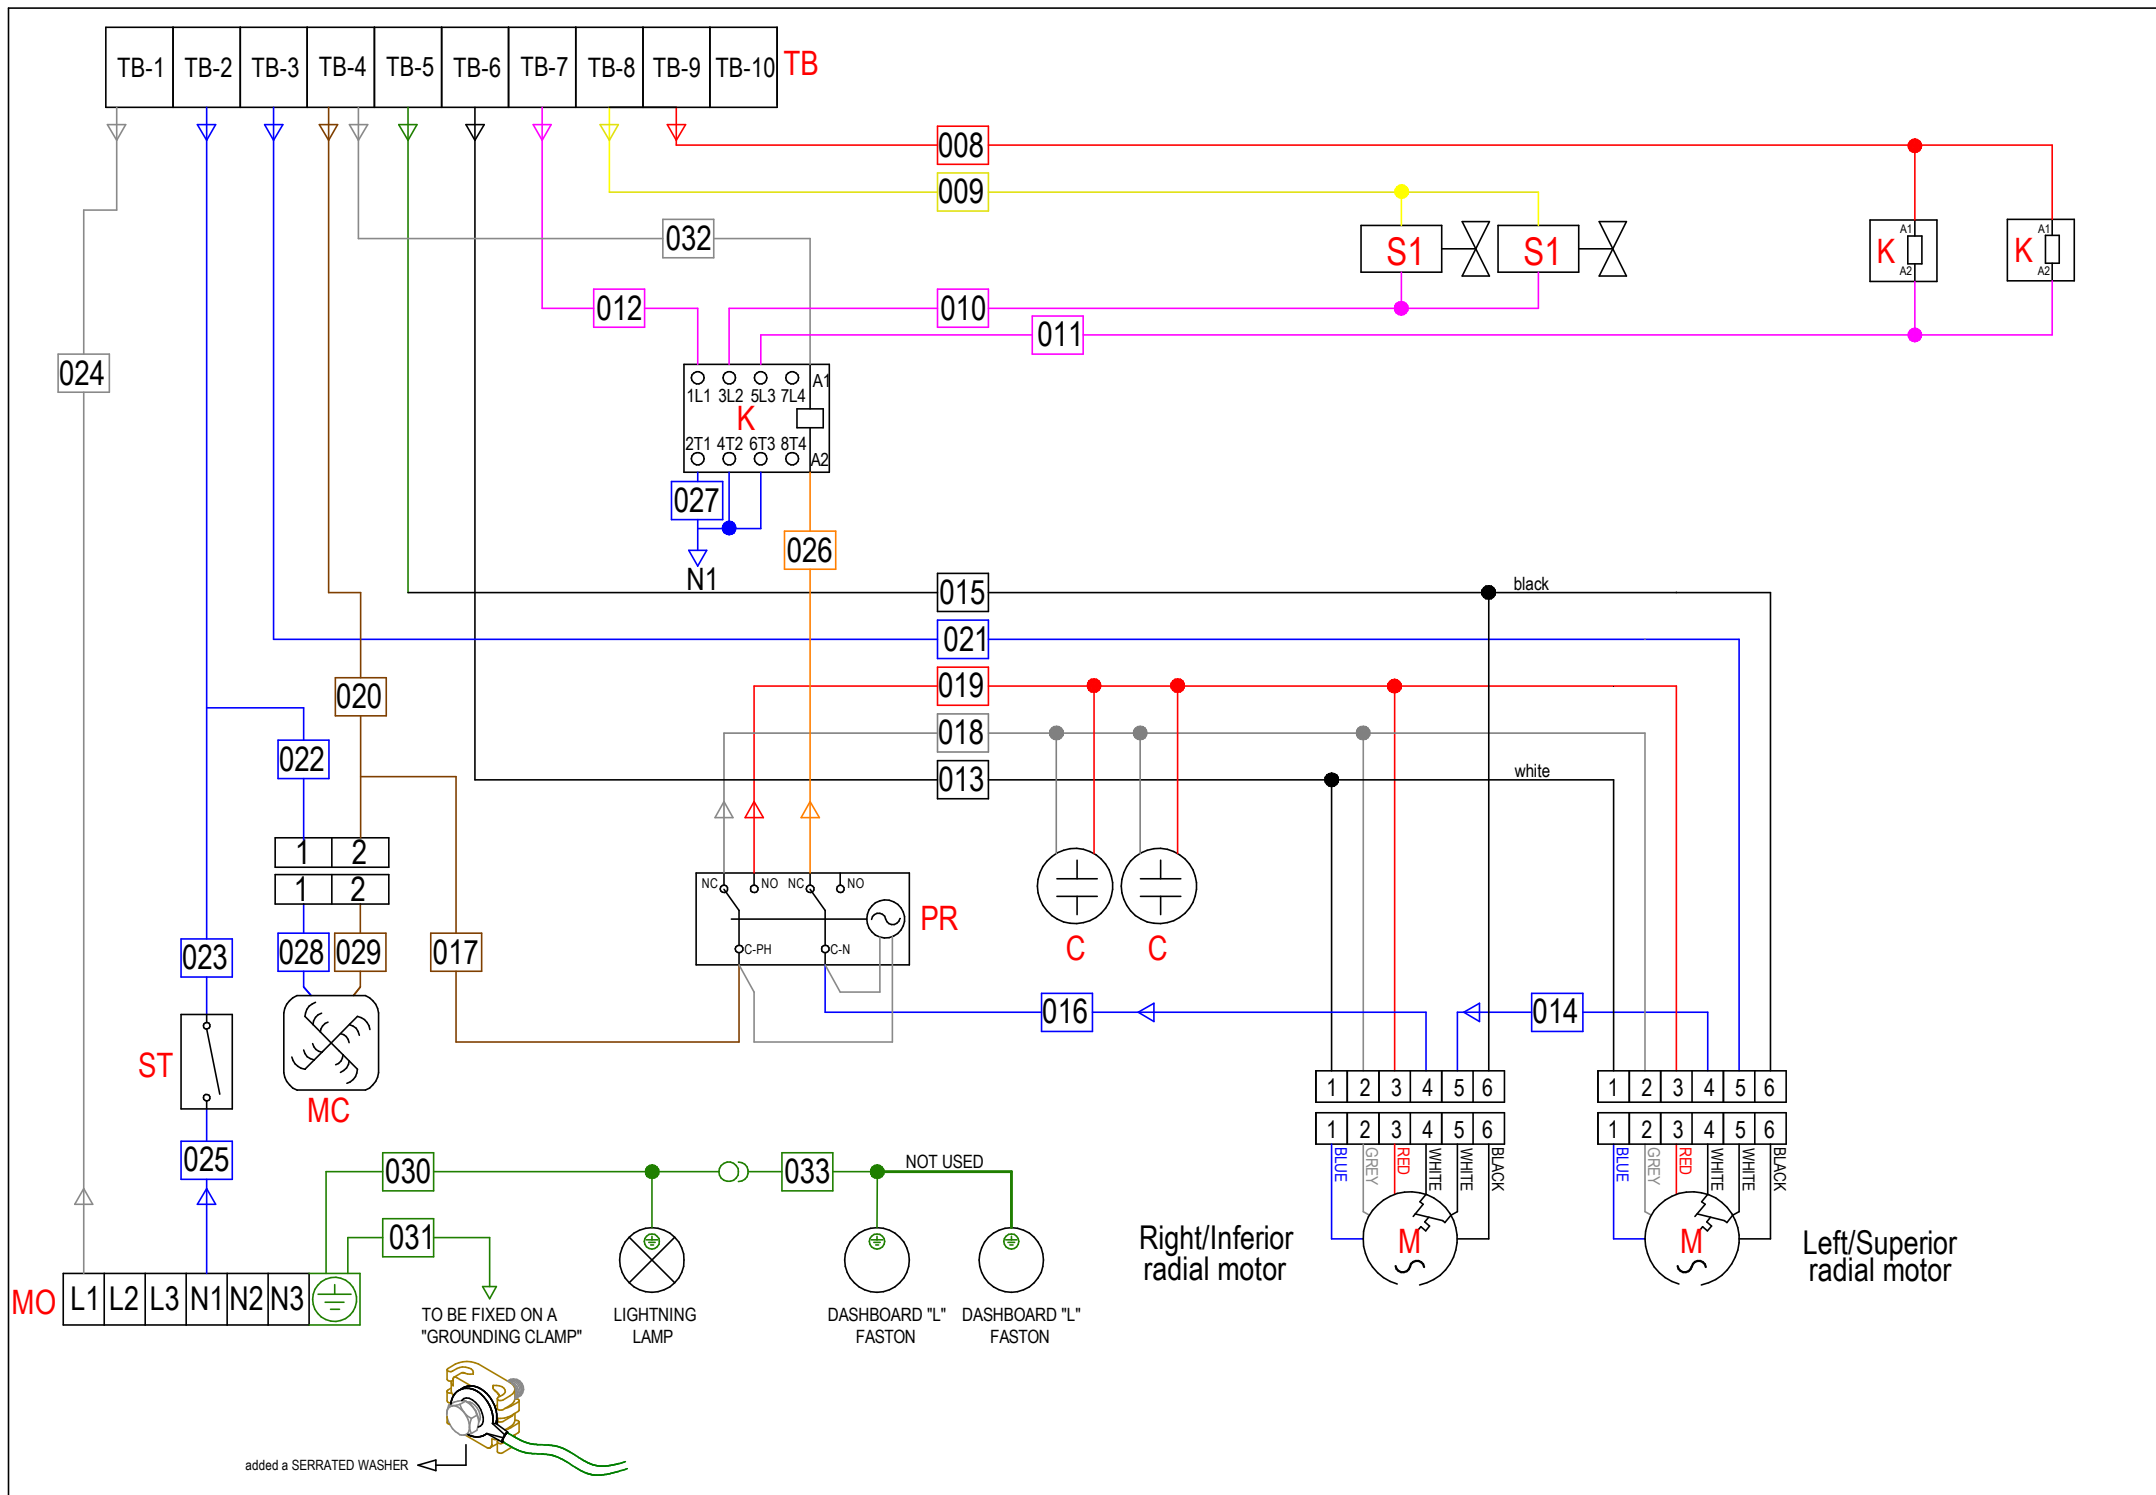 TB-1 TB-2 TB-3 TB-4 TB-5 TB-6 TB-7 TB-8 TB-9 TB-10 TB
008
009
032
S1 S1
A1 K A2
A1 K A2
012
010
011
024
A1
1L1 3L2 5L3 7L4
K
2T1 4T2 6T3 8T4
A2
027
026
N1
015 black
021
020
019
018
022
013 white
1 2
1 2
NC NO NC NO
PR
C-PH C-N
C C
023
028 029 017
016
014
ST
MC
1 2 3 4 5 6
1 2 3 4 5 6
1 2 3 4 5 6
1 2 3 4 5 6
BLUE GREY RED WHITE WHITE BLACK
BLUE GREY RED WHITE WHITE BLACK
025
030
033
NOT USED
031
Right/Inferior
radial motor
M
M
Left/Superior
radial motor
MO L1 L2 L3 N1 N2 N3
TO BE FIXED ON A
"GROUNDING CLAMP"
LIGHTNING
LAMP
DASHBOARD "L"
FASTON
DASHBOARD "L"
FASTON
added a SERRATED WASHER